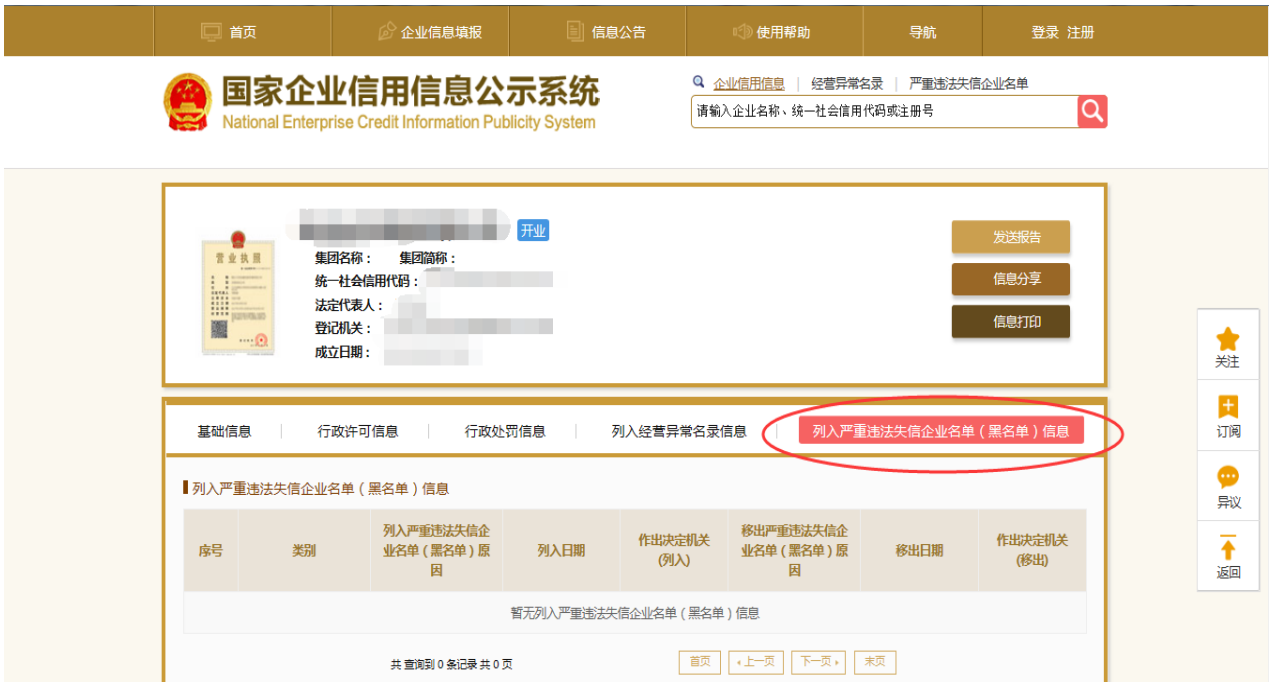 首页 企业信息填报 信息公告 使用帮助 导航 登录 注册
国家企业信用信息公示系统
National Enterprise Credit Information Publicity System
企业信用信息 | 经营异常名录 | 严重违法失信企业名单
请输入企业名称、统一社会信用代码或注册号
开业
营业执照
集团名称： 集团简称：
统一社会信用代码：
法定代表人：
登记机关：
成立日期：
发送报告
信息分享
信息打印
关注
订阅
异议
返回
基础信息 | 行政许可信息 | 行政处罚信息 | 列入经营异常名录信息 | 列入严重违法失信企业名单（黑名单）信息
列入严重违法失信企业名单（黑名单）信息
序号 类别 列入严重违法失信企业名单（黑名单）原因 列入日期 作出决定机关(列入) 移出严重违法失信企业名单（黑名单）原因 移出日期 作出决定机关(移出)
暂无列入严重违法失信企业名单（黑名单）信息
共 查询到 0 条记录 共 0 页 首页 上一页 下一页 末页